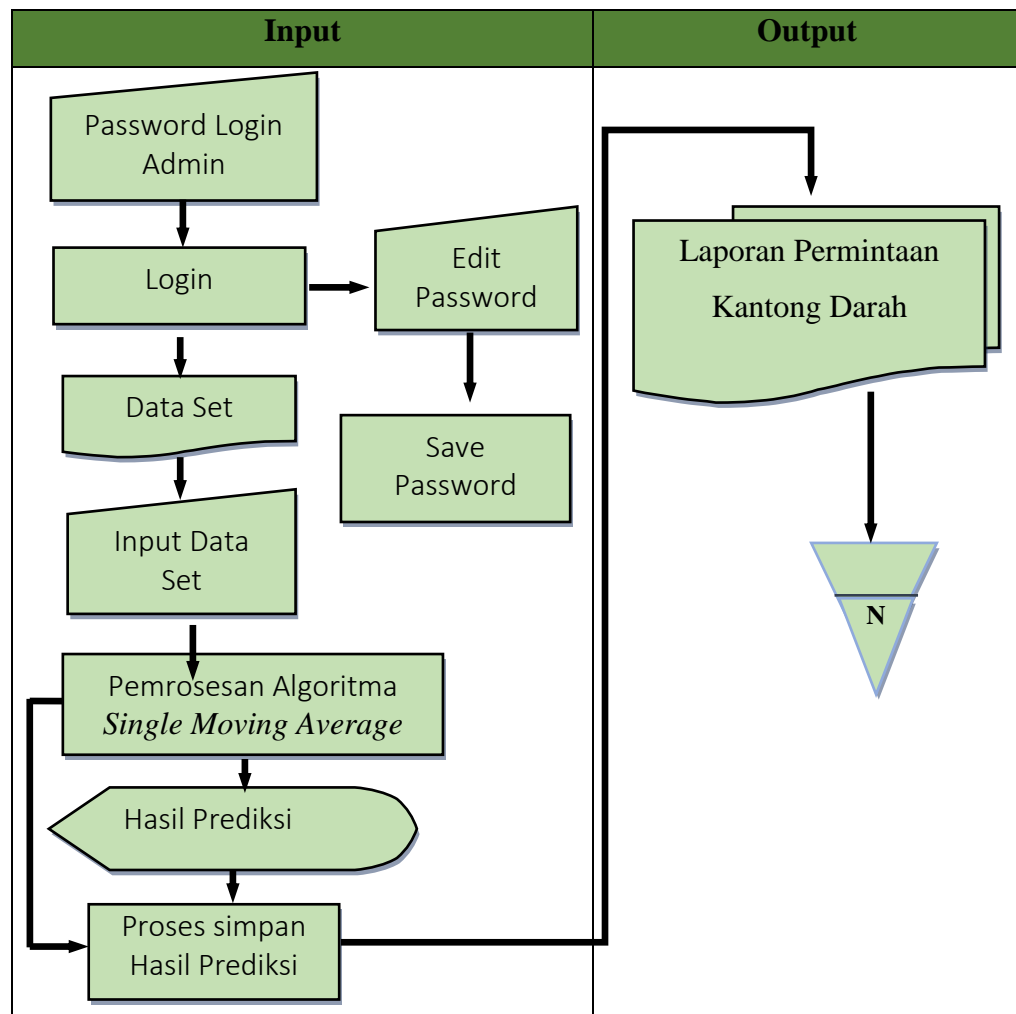 Input
Output
Password Login
Admin
Login
Edit
Password
Data Set
Save
Password
Input Data
Set
Pemrosesan Algoritma
Single Moving Average
Hasil Prediksi
Proses simpan
Hasil Prediksi
Laporan Permintaan
Kantong Darah
N